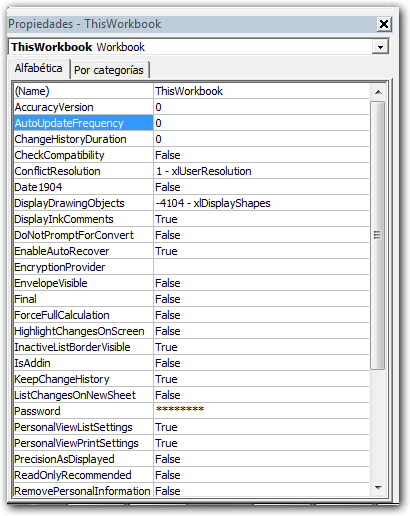 Propiedades - ThisWorkbook
ThisWorkbook Workbook
Alfabética Por categorías
(Name) ThisWorkbook
AccuracyVersion 0
AutoUpdateFrequency 0
ChangeHistoryDuration 0
CheckCompatibility False
ConflictResolution 1 - xlUserResolution
Date1904 False
DisplayDrawingObjects -4104 - xlDisplayShapes
DisplayInkComments True
DoNotPromptForConvert False
EnableAutoRecover True
EncryptionProvider
EnvelopeVisible False
Final False
ForceFullCalculation False
HighlightChangesOnScreen False
InactiveListBorderVisible True
IsAddin False
KeepChangeHistory True
ListChangesOnNewSheet False
Password ********
PersonalViewListSettings True
PersonalViewPrintSettings True
PrecisionAsDisplayed False
ReadOnlyRecommended False
RemovePersonalInformation False